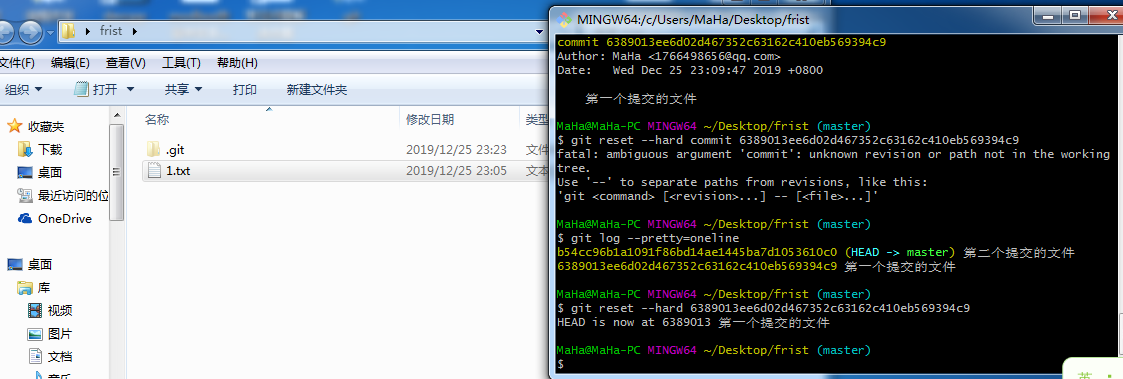 frist
文件(F) 编辑(E) 查看(V) 工具(T) 帮助(H)
组织 打开 共享 打印 新建文件夹
收藏夹
下载
桌面
最近访问的位
OneDrive
桌面
库
视频
图片
文档
音乐
名称 修改日期 类型
.git 2019/12/25 23:23 文件
1.txt 2019/12/25 23:05 文本
MINGW64:/c/Users/MaHa/Desktop/frist
commit 6389013ee6d02d467352c63162c410eb569394c9
Author: MaHa <1766498656@qq.com>
Date:   Wed Dec 25 23:09:47 2019 +0800
第一个提交的文件
MaHa@MaHa-PC MINGW64 ~/Desktop/frist (master)
$ git reset --hard commit 6389013ee6d02d467352c63162c410eb569394c9
fatal: ambiguous argument 'commit': unknown revision or path not in the working
tree.
Use '--' to separate paths from revisions, like this:
'git <command> [<revision>...] -- [<file>...]'
MaHa@MaHa-PC MINGW64 ~/Desktop/frist (master)
$ git log --pretty=oneline
b54cc96b1a1091f86bd14ae1445ba7d1053610c0 (HEAD -> master) 第二个提交的文件
6389013ee6d02d467352c63162c410eb569394c9 第一个提交的文件
MaHa@MaHa-PC MINGW64 ~/Desktop/frist (master)
$ git reset --hard 6389013ee6d02d467352c63162c410eb569394c9
HEAD is now at 6389013 第一个提交的文件
MaHa@MaHa-PC MINGW64 ~/Desktop/frist (master)
$
英